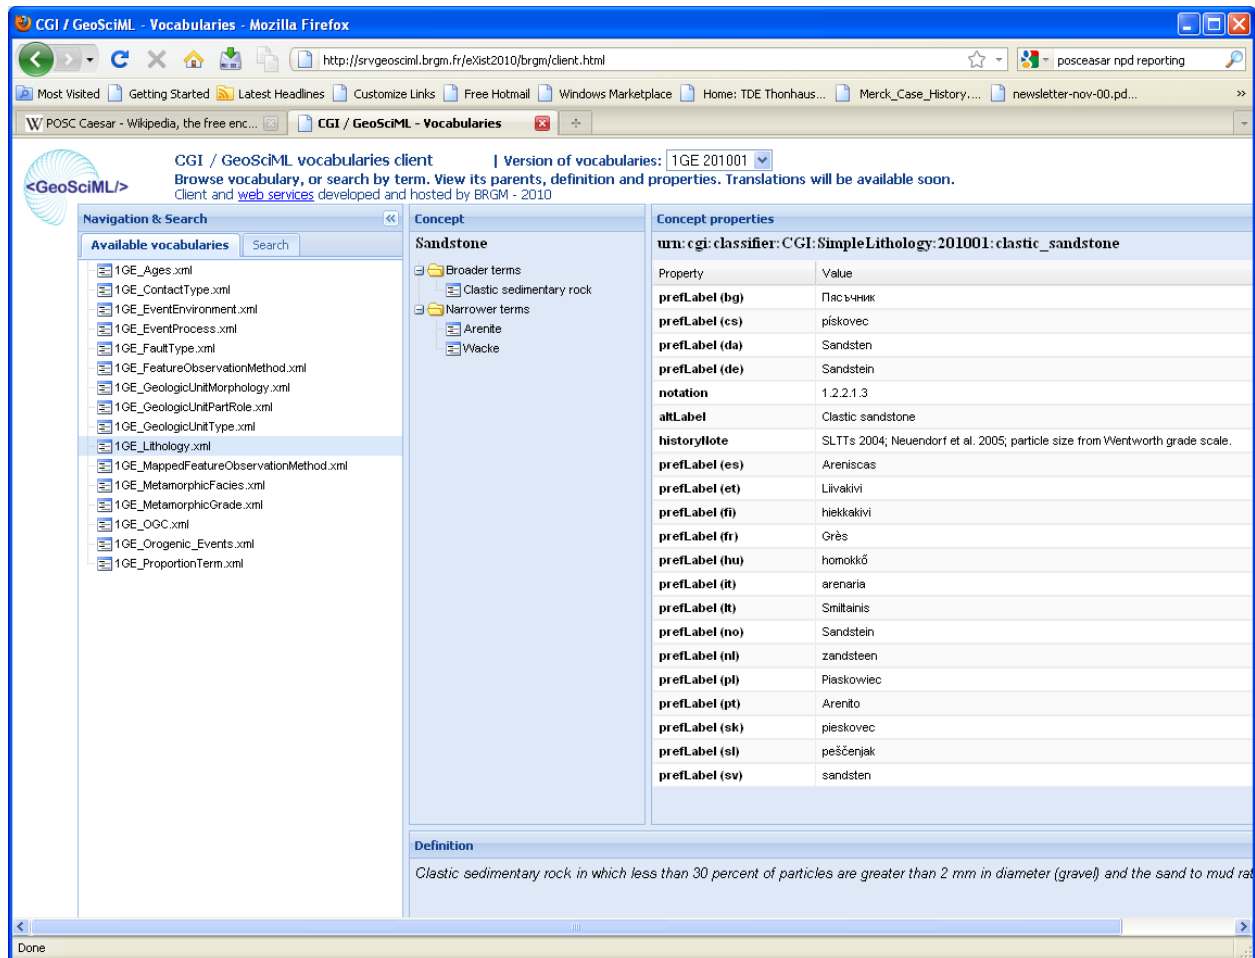 CGI / GeoSciML - Vocabularies - Mozilla Firefox
http://srvgeosciml.brgm.fr/eXist2010/brgm/client.html
posceasar npd reporting
Most Visited Getting Started Latest Headlines Customize Links Free Hotmail Windows Marketplace Home: TDE Thonhaus... Merck_Case_History,... newsletter-nov-00.pd... »
W POSC Caesar - Wikipedia, the free enc... CGI / GeoSciML - Vocabularies
<GeoSciML/>
CGI / GeoSciML vocabularies client | Version of vocabularies: 1GE 201001
Browse vocabulary, or search by term. View its parents, definition and properties. Translations will be available soon.
Client and web services developed and hosted by BRGM - 2010
Navigation & Search
Available vocabularies Search
1GE_Ages.xml
1GE_ContactType.xml
1GE_EventEnvironment.xml
1GE_EventProcess.xml
1GE_FaultType.xml
1GE_FeatureObservationMethod.xml
1GE_GeologicUnitMorphology.xml
1GE_GeologicUnitPartRole.xml
1GE_GeologicUnitType.xml
1GE_Lithology.xml
1GE_MappedFeatureObservationMethod.xml
1GE_MetamorphicFacies.xml
1GE_MetamorphicGrade.xml
1GE_OGC.xml
1GE_Orogenic_Events.xml
1GE_ProportionTerm.xml
Concept
Sandstone
Broader terms
Clastic sedimentary rock
Narrower terms
Arenite
Wacke
Concept properties
urn:cgi:classifier:CGI:SimpleLithology:201001:clastic_sandstone
Property Value
prefLabel (bg) Пясъчник
prefLabel (cs) pískovec
prefLabel (da) Sandsten
prefLabel (de) Sandstein
notation 1.2.2.1.3
altLabel Clastic sandstone
historyNote SLTTs 2004; Neuendorf et al. 2005; particle size from Wentworth grade scale.
prefLabel (es) Areniscas
prefLabel (et) Liivakivi
prefLabel (fi) hiekkakivi
prefLabel (fr) Grès
prefLabel (hu) homokkő
prefLabel (it) arenaria
prefLabel (lt) Smiltainis
prefLabel (no) Sandstein
prefLabel (nl) zandsteen
prefLabel (pl) Piaskowiec
prefLabel (pt) Arenito
prefLabel (sk) pieskovec
prefLabel (sl) peščenjak
prefLabel (sv) sandsten
Definition
Clastic sedimentary rock in which less than 30 percent of particles are greater than 2 mm in diameter (gravel) and the sand to mud rat
Done